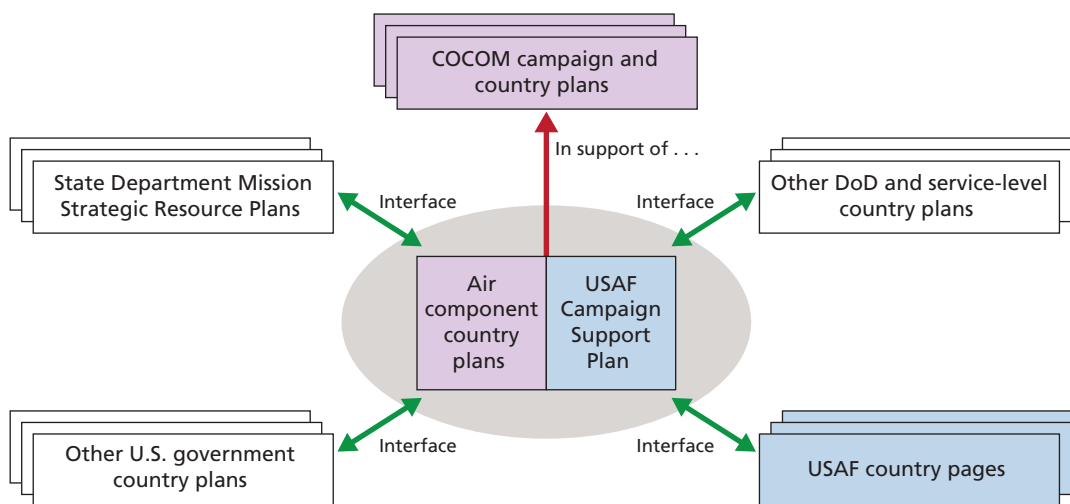 COCOM campaign and
country plans
In support of . . .
State Department Mission
Strategic Resource Plans
Interface
Interface
Other DoD and service-level
country plans
Air
component
country
plans
USAF
Campaign
Support
Plan
Other U.S. government
country plans
Interface
Interface
USAF country pages